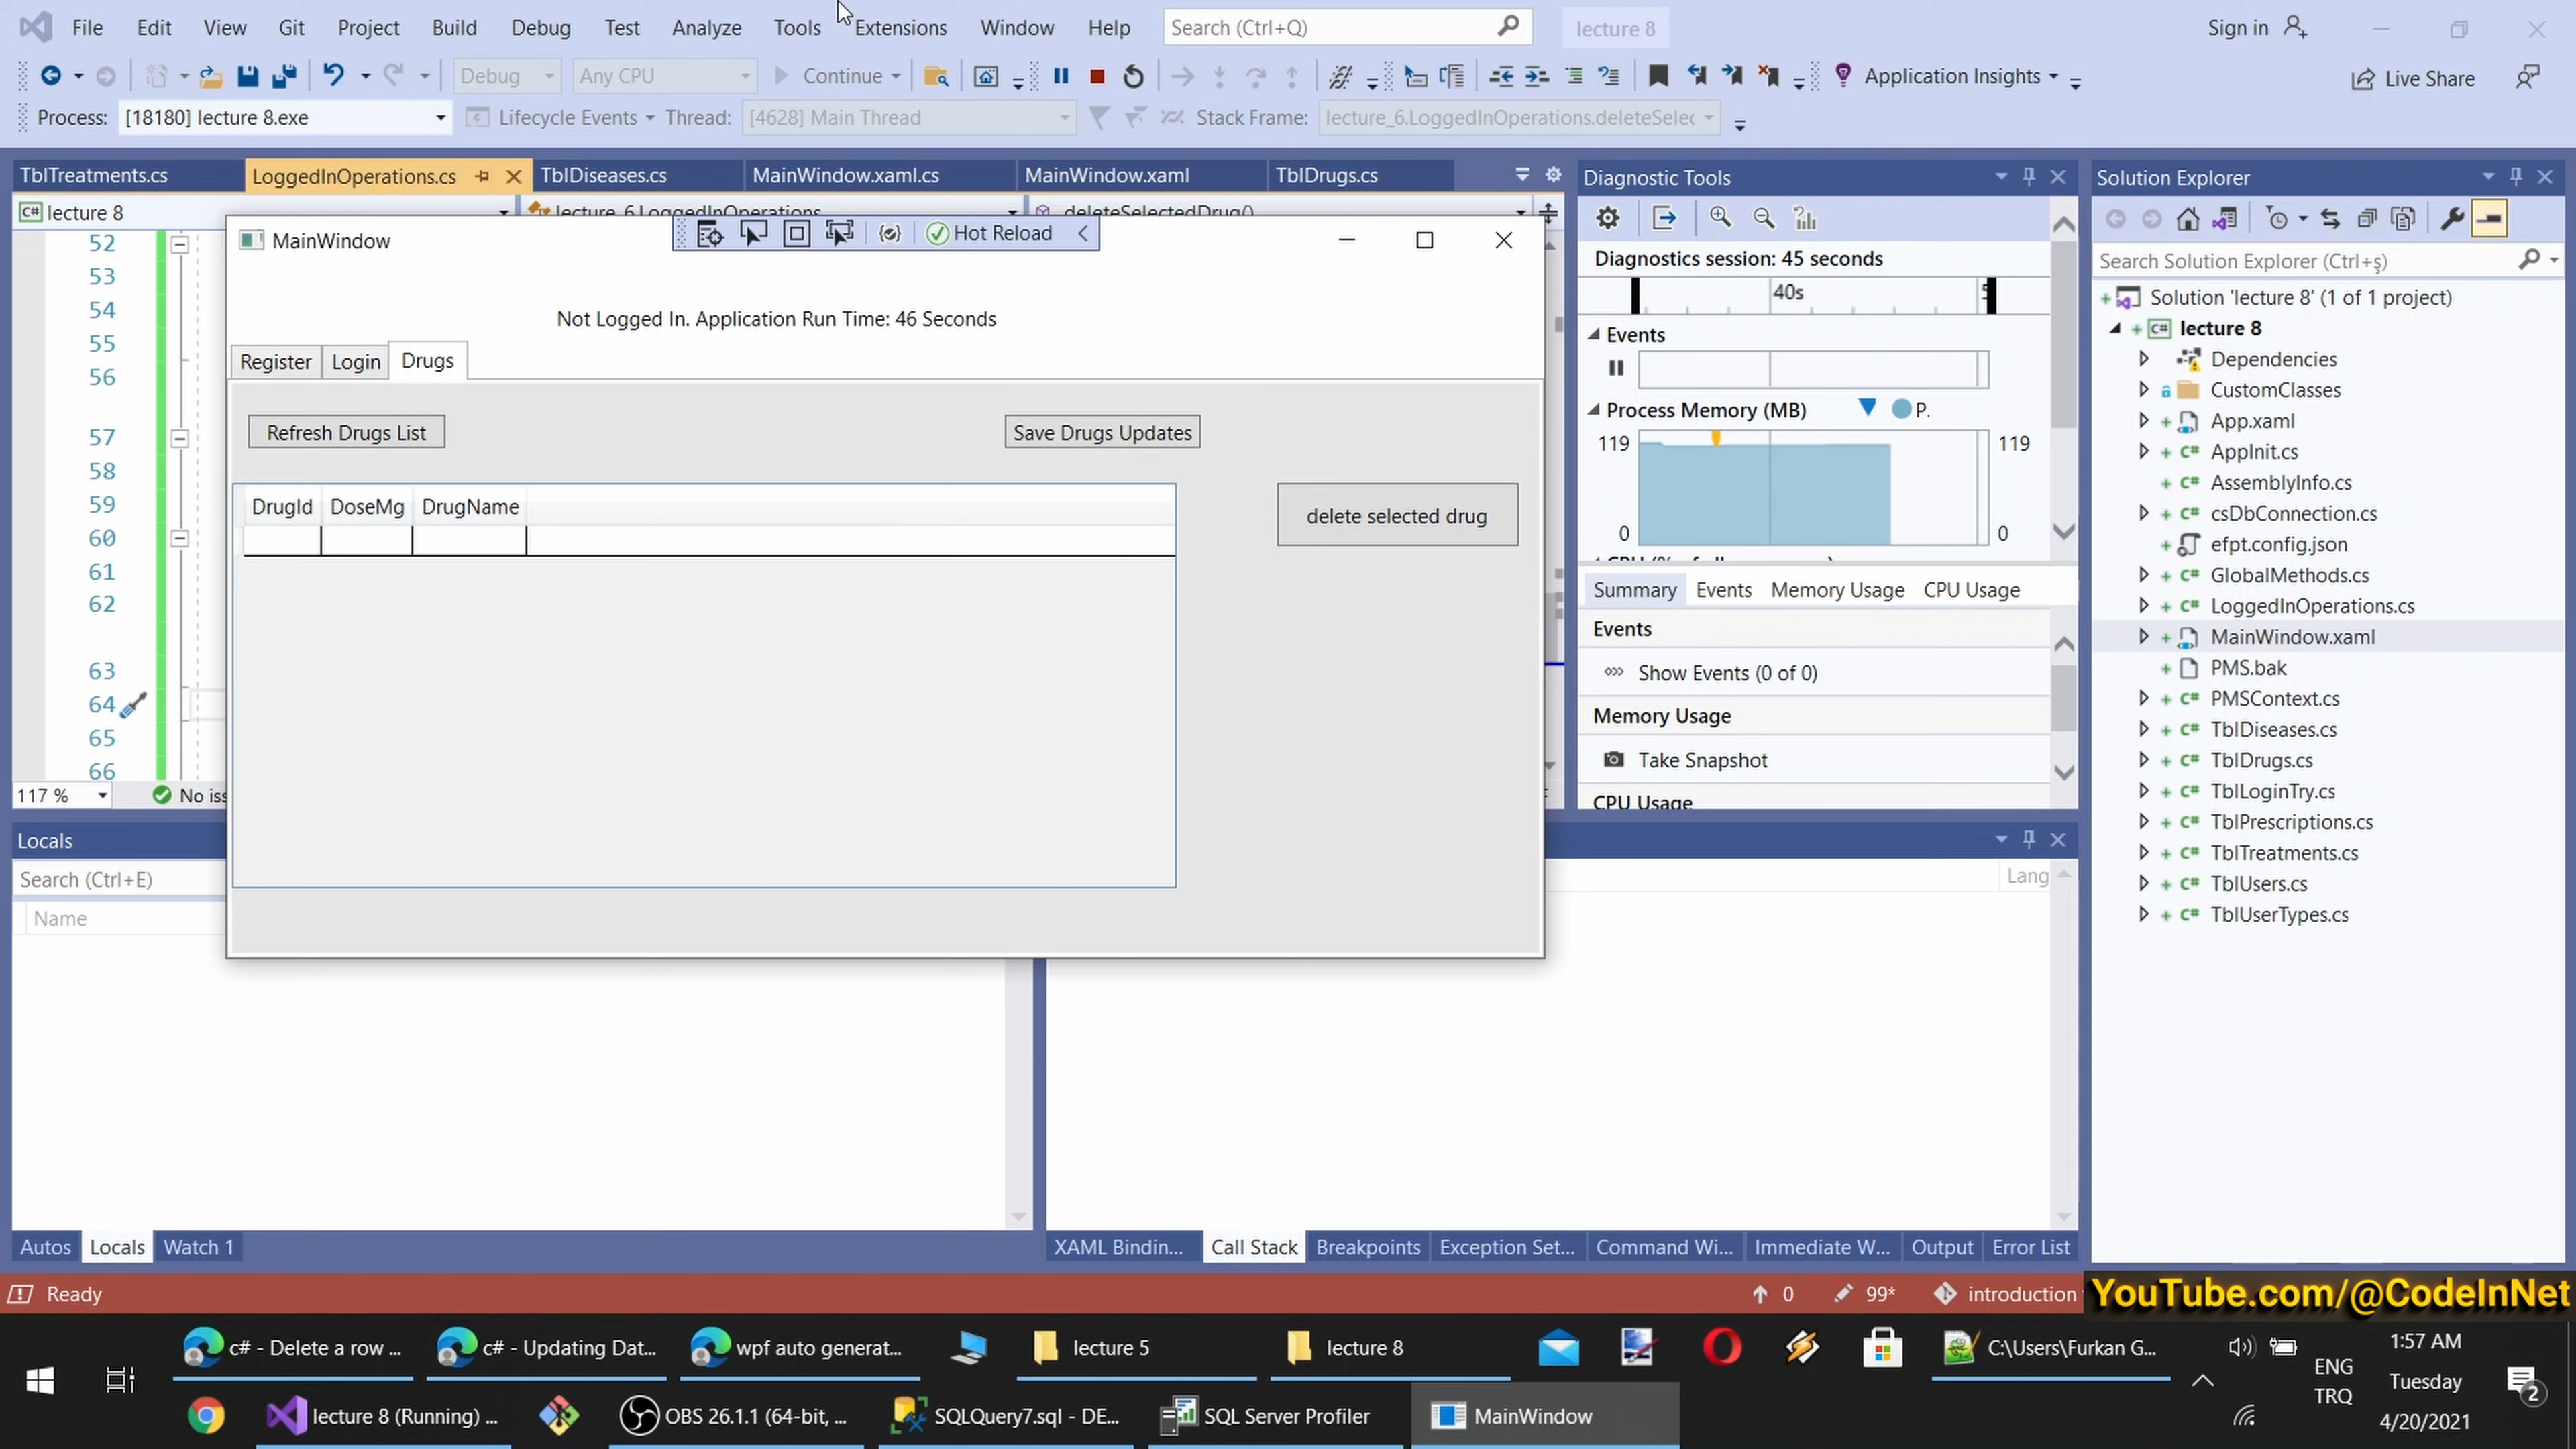 File Edit View Git Project Build Debug Test Analyze Tools Extensions Window Help Search (Ctrl+Q) lecture 8 Sign in
Debug Any CPU Continue Application Insights Live Share
Process: [18180] lecture 8.exe Lifecycle Events Thread: [4628] Main Thread Stack Frame: lecture_6.LoggedInOperations.deleteSelec
TblTreatments.cs LoggedInOperations.cs TblDiseases.cs MainWindow.xaml.cs MainWindow.xaml TblDrugs.cs
C# lecture 8 lecture_6.LoggedInOperations deleteSelectedDrug()
52
53
54
55
56
57
58
59
60
61
62
63
64
65
66
117 % No iss
MainWindow
Hot Reload
Not Logged In. Application Run Time: 46 Seconds
Register Login Drugs
Refresh Drugs List Save Drugs Updates
DrugId DoseMg DrugName
delete selected drug
Diagnostic Tools
Diagnostics session: 45 seconds
40s
Events
Process Memory (MB) P.
119 119
0 0
Summary Events Memory Usage CPU Usage
Events
Show Events (0 of 0)
Memory Usage
Take Snapshot
CPU Usage
Solution Explorer
Search Solution Explorer (Ctrl+ş)
Solution 'lecture 8' (1 of 1 project)
lecture 8
Dependencies
CustomClasses
App.xaml
AppInit.cs
AssemblyInfo.cs
csDbConnection.cs
efpt.config.json
GlobalMethods.cs
LoggedInOperations.cs
MainWindow.xaml
PMS.bak
PMSContext.cs
TblDiseases.cs
TblDrugs.cs
TblLoginTry.cs
TblPrescriptions.cs
TblTreatments.cs
TblUsers.cs
TblUserTypes.cs
Locals
Search (Ctrl+E)
Name
Lang
Autos Locals Watch 1
XAML Bindin... Call Stack Breakpoints Exception Set... Command Wi... Immediate W... Output Error List
Ready 0 99* introduction
YouTube.com/@CodeInNet
c# - Delete a row ... c# - Updating Dat... wpf auto generat... lecture 5 lecture 8 C:\Users\Furkan G...
lecture 8 (Running) ... OBS 26.1.1 (64-bit, ... SQLQuery7.sql - DE... SQL Server Profiler MainWindow
ENG
TRQ
1:57 AM
Tuesday
4/20/2021
2